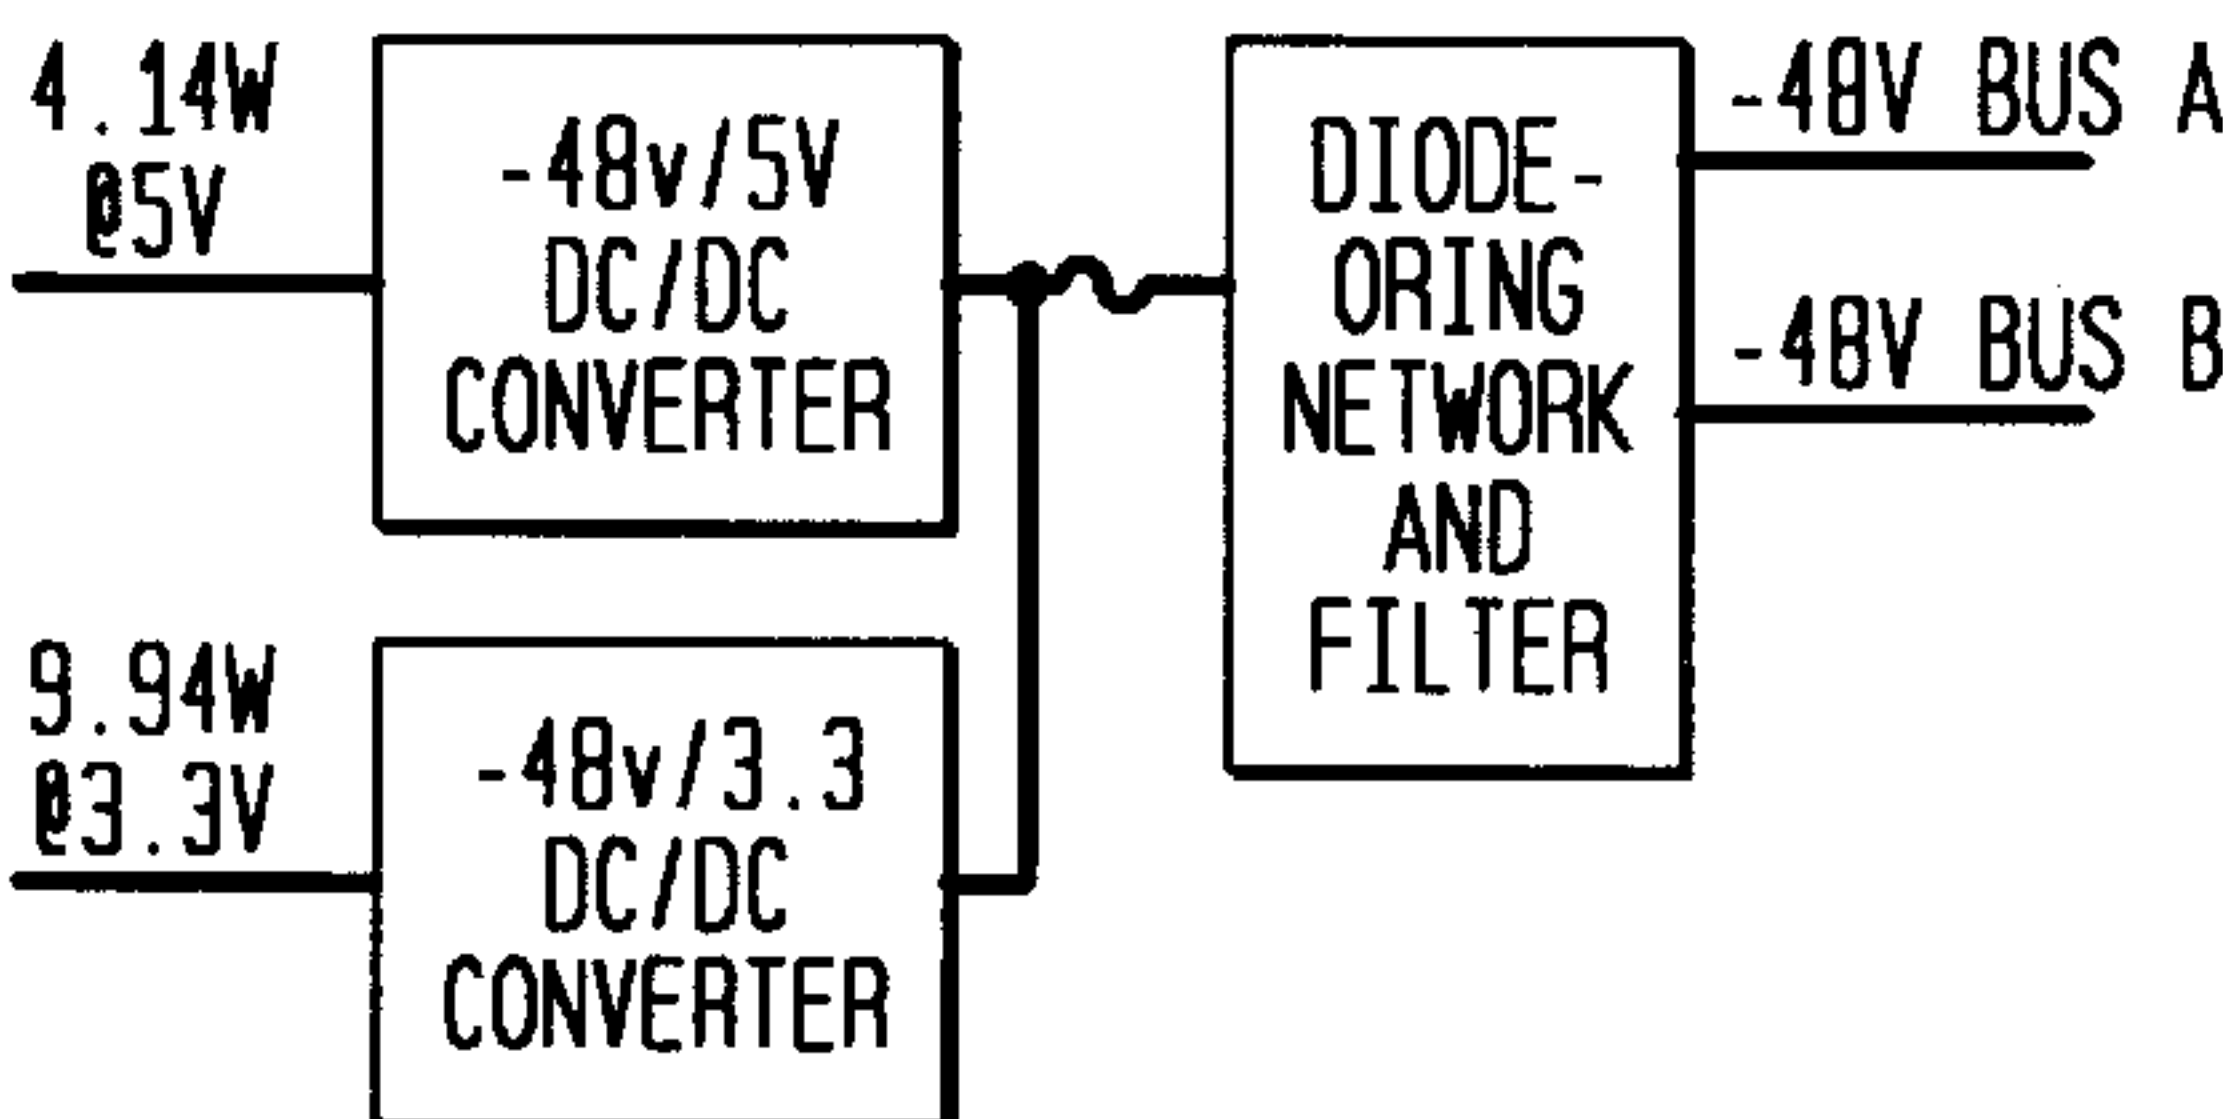 4.14W
@5V
-48v/5V
DC/DC
CONVERTER
DIODE-
ORING
NETWORK
AND
FILTER
-48V BUS A
-48V BUS B
9.94W
@3.3V
-48v/3.3
DC/DC
CONVERTER